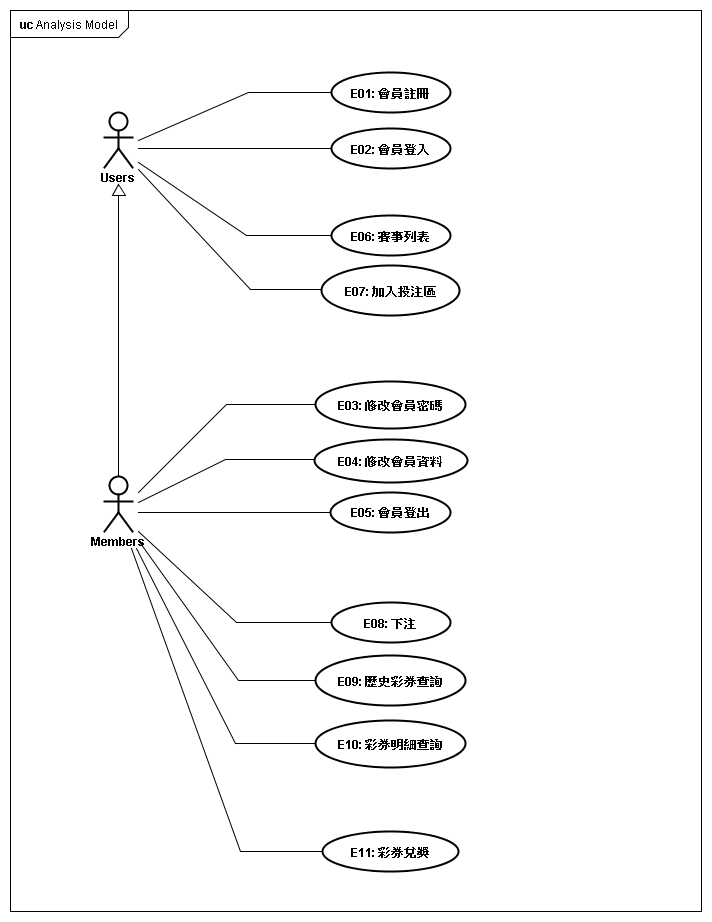 uc Analysis Model
E01: 會員註冊
E02: 會員登入
Users
E06: 賽事列表
E07: 加入投注區
E03: 修改會員密碼
E04: 修改會員資料
E05: 會員登出
Members
E08: 下注
E09: 歷史彩券查詢
E10: 彩券明細查詢
E11: 彩券兌獎